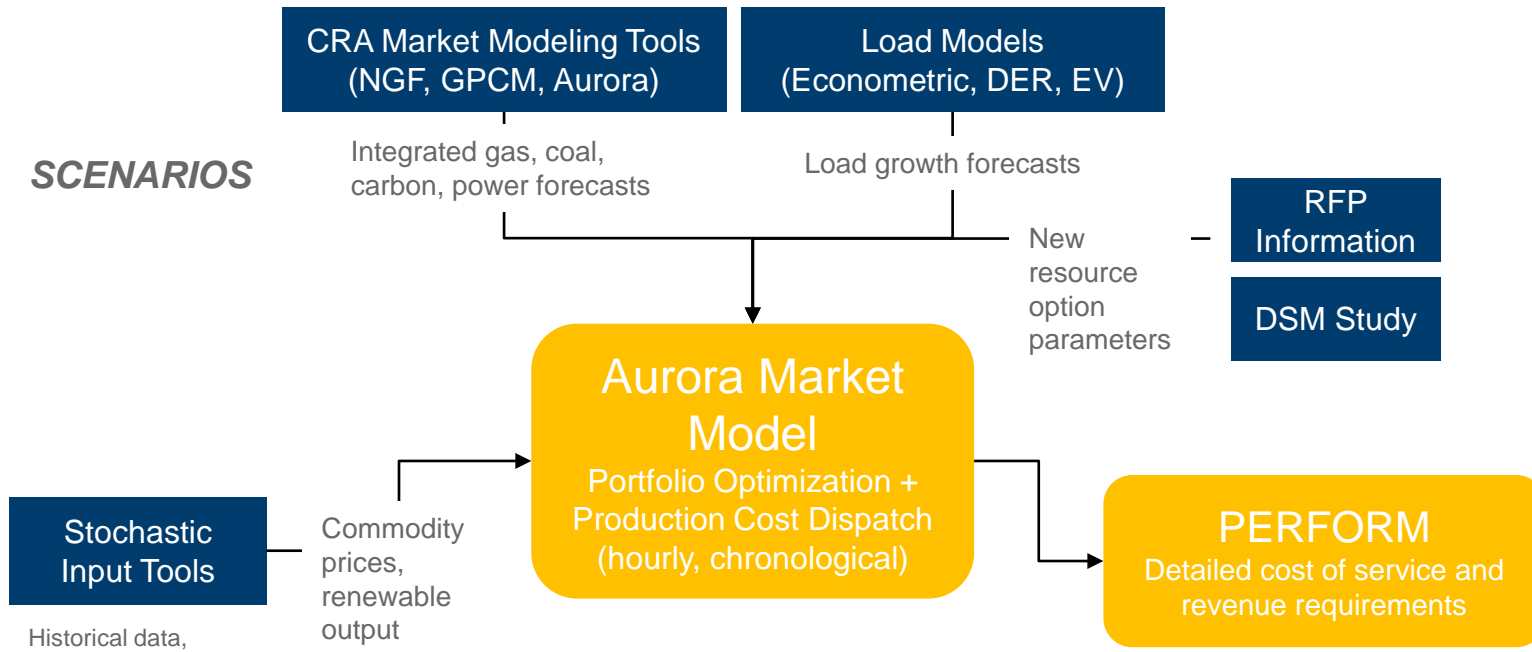 CRA Market Modeling Tools
(NGF, GPCM, Aurora)
Load Models
(Econometric, DER, EV)
SCENARIOS
Integrated gas, coal,
carbon, power forecasts
Load growth forecasts
RFP
Information
New
resource
option
parameters
DSM Study
Aurora Market
Model
Portfolio Optimization +
Production Cost Dispatch
(hourly, chronological)
Stochastic
Input Tools
Commodity
prices,
renewable
output
PERFORM
Detailed cost of service and
revenue requirements
Historical data,